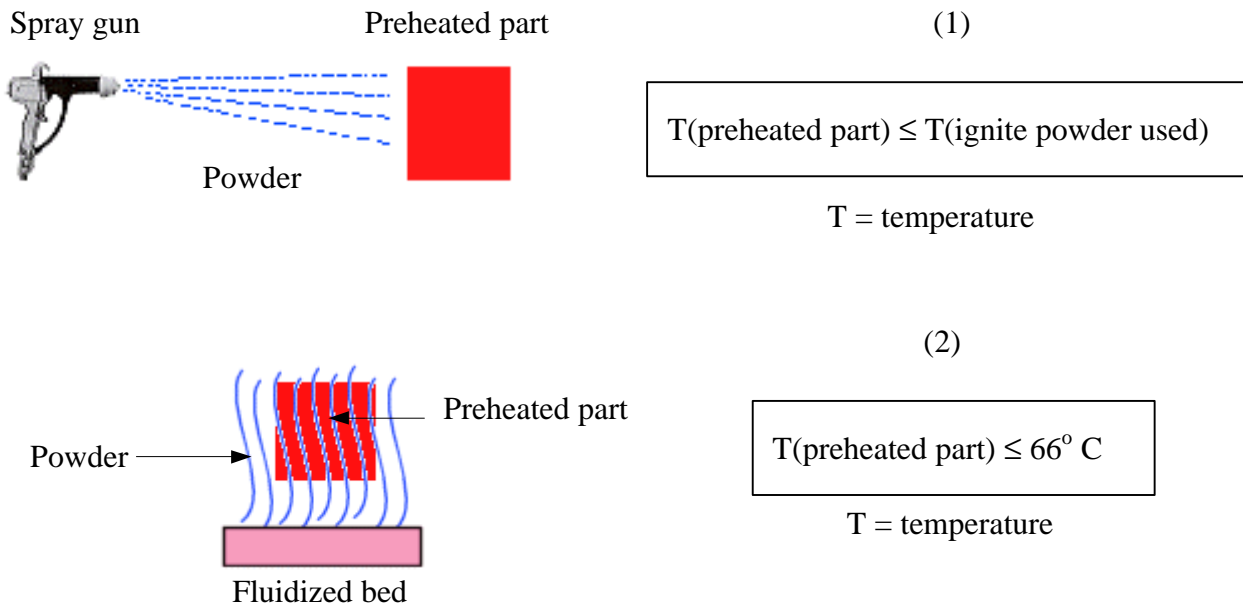 Spray gun
Preheated part
(1)
T(preheated part) ≤ T(ignite powder used)
Powder
T = temperature
(2)
Preheated part
T(preheated part) ≤ 66° C
Powder
T = temperature
Fluidized bed